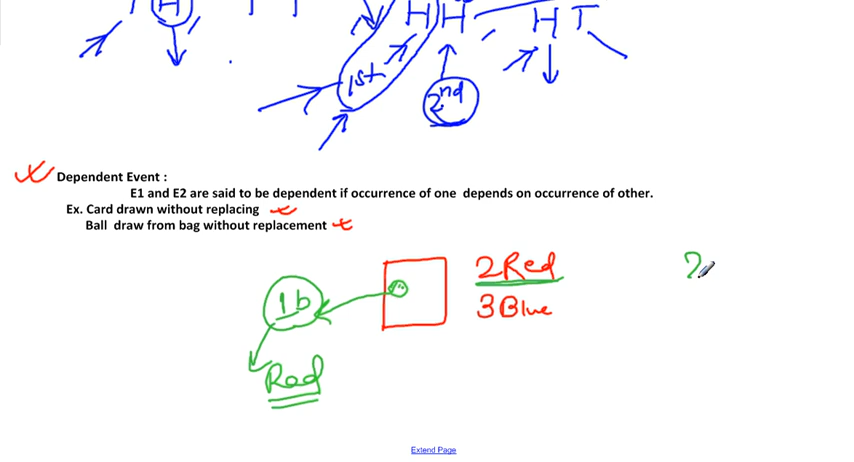 H
H H
H T
1st
2nd
Dependent Event :
E1 and E2 are said to be dependent if occurrence of one depends on occurrence of other.
Ex. Card drawn without replacing
Ball draw from bag without replacement
2 Red
3 Blue
1b
Red
2
Extend Page